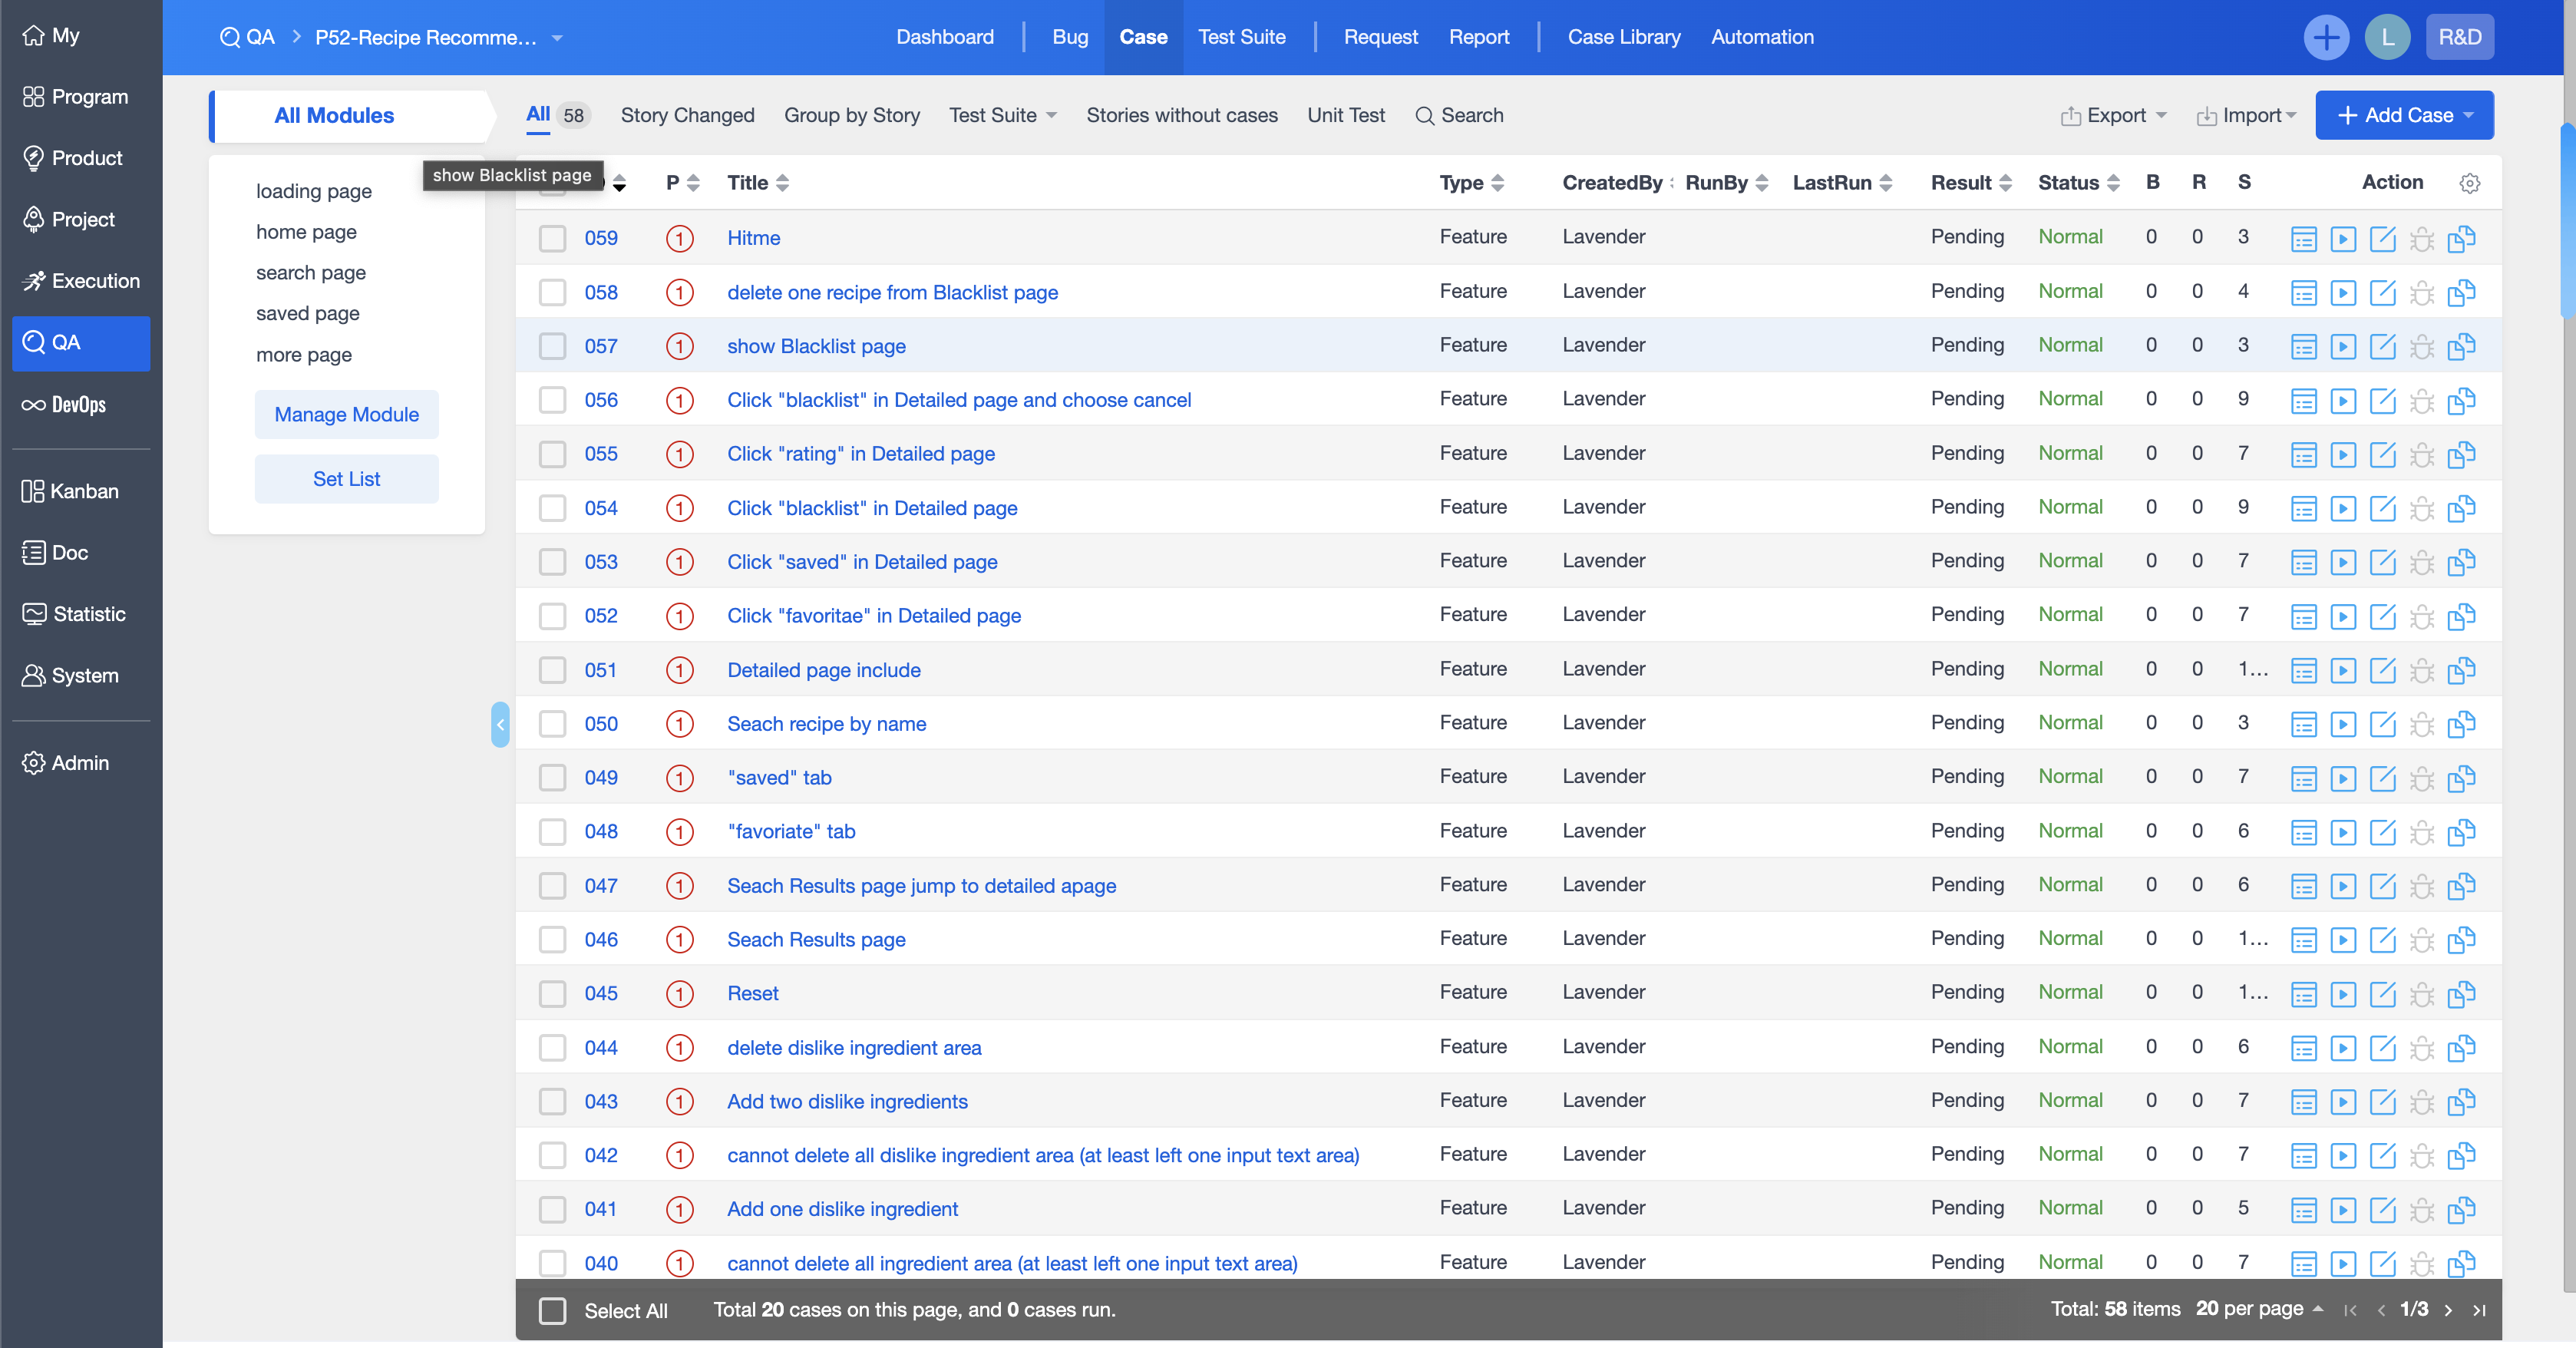 My
Program
Product
Project
Execution
QA
DevOps
Kanban
Doc
Statistic
System
Admin
QA > P52-Recipe Recomme...
Dashboard Bug Case Test Suite Request Report Case Library Automation
L R&D
All Modules
loading page
home page
search page
saved page
more page
Manage Module
Set List
All 58 Story Changed Group by Story Test Suite Stories without cases Unit Test Search
Export Import + Add Case
show Blacklist page
P Title Type CreatedBy RunBy LastRun Result Status B R S Action
059 1 Hitme Feature Lavender Pending Normal 0 0 3
058 1 delete one recipe from Blacklist page Feature Lavender Pending Normal 0 0 4
057 1 show Blacklist page Feature Lavender Pending Normal 0 0 3
056 1 Click "blacklist" in Detailed page and choose cancel Feature Lavender Pending Normal 0 0 9
055 1 Click "rating" in Detailed page Feature Lavender Pending Normal 0 0 7
054 1 Click "blacklist" in Detailed page Feature Lavender Pending Normal 0 0 9
053 1 Click "saved" in Detailed page Feature Lavender Pending Normal 0 0 7
052 1 Click "favoritae" in Detailed page Feature Lavender Pending Normal 0 0 7
051 1 Detailed page include Feature Lavender Pending Normal 0 0 1...
050 1 Seach recipe by name Feature Lavender Pending Normal 0 0 3
049 1 "saved" tab Feature Lavender Pending Normal 0 0 7
048 1 "favoriate" tab Feature Lavender Pending Normal 0 0 6
047 1 Seach Results page jump to detailed apage Feature Lavender Pending Normal 0 0 6
046 1 Seach Results page Feature Lavender Pending Normal 0 0 1...
045 1 Reset Feature Lavender Pending Normal 0 0 1...
044 1 delete dislike ingredient area Feature Lavender Pending Normal 0 0 6
043 1 Add two dislike ingredients Feature Lavender Pending Normal 0 0 7
042 1 cannot delete all dislike ingredient area (at least left one input text area) Feature Lavender Pending Normal 0 0 7
041 1 Add one dislike ingredient Feature Lavender Pending Normal 0 0 5
040 1 cannot delete all ingredient area (at least left one input text area) Feature Lavender Pending Normal 0 0 7
Select All Total 20 cases on this page, and 0 cases run. Total: 58 items 20 per page 1/3